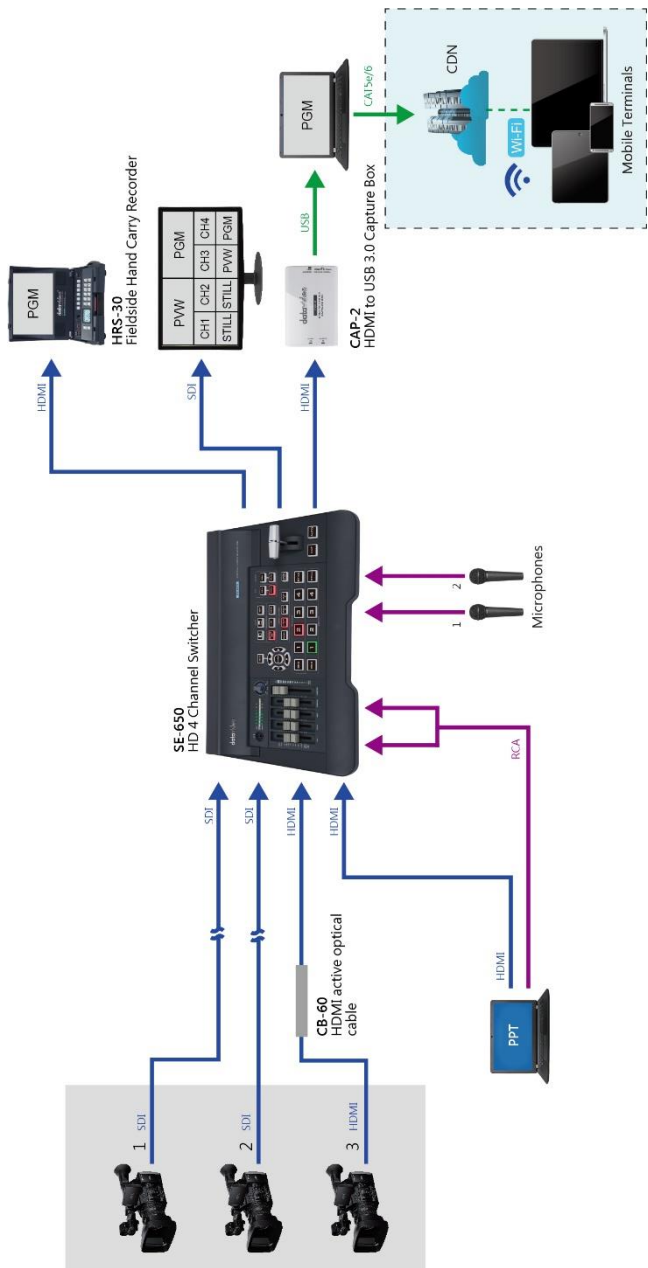 1
SDI
2
SDI
3
HDMI
CB-60
HDMI active optical
cable
PPT
HDMI
RCA
SDI
SDI
HDMI
HDMI
SE-650
HD 4 Channel Switcher
datavideo
1
2
Microphones
HDMI
SDI
HDMI
PGM
HRS-30
Fieldside Hand Carry Recorder
PVW
PGM
CH1
CH2
CH3
CH4
STILL
STILL
PVW
PGM
datavideo
CAP-2
HDMI to USB 3.0 Capture Box
USB
PGM
CAT5e/6
CDN
Wi-Fi
Mobile Terminals